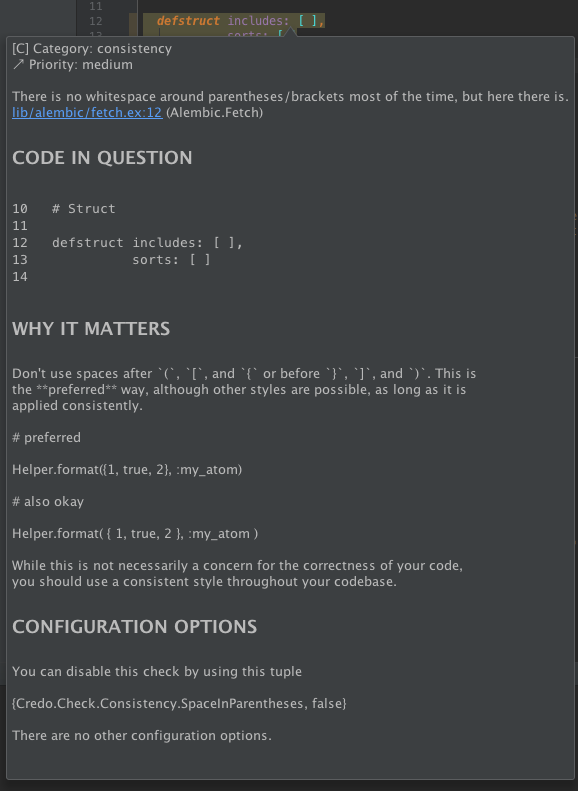 11
12 defstruct includes: [ ],
13 sorts: [
[C] Category: consistency
↗ Priority: medium
There is no whitespace around parentheses/brackets most of the time, but here there is.
lib/alembic/fetch.ex:12 (Alembic.Fetch)
CODE IN QUESTION
10 # Struct
11
12 defstruct includes: [ ],
13 sorts: [ ]
14
WHY IT MATTERS
Don't use spaces after `(`, `[`, and `{` or before `}`, `]`, and `)`. This is
the **preferred** way, although other styles are possible, as long as it is
applied consistently.
# preferred
Helper.format({1, true, 2}, :my_atom)
# also okay
Helper.format( { 1, true, 2 }, :my_atom )
While this is not necessarily a concern for the correctness of your code,
you should use a consistent style throughout your codebase.
CONFIGURATION OPTIONS
You can disable this check by using this tuple
{Credo.Check.Consistency.SpaceInParentheses, false}
There are no other configuration options.